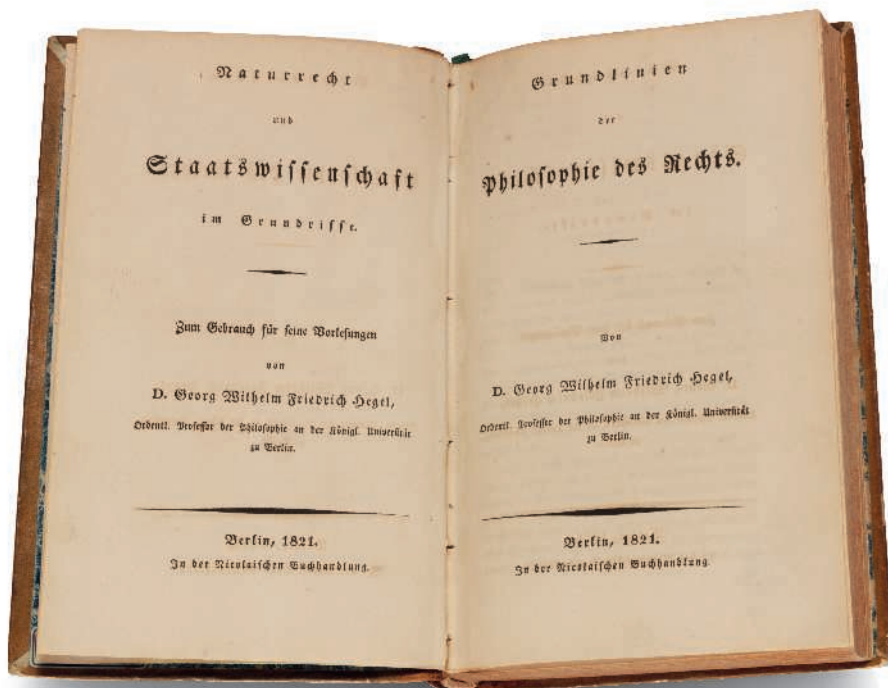 Naturrecht
und
Staatswissenschaft
im Grundrisse.
Zum Gebrauch für seine Vorlesungen
von
D. Georg Wilhelm Friedrich Hegel,
Ordentl. Professor der Philosophie an der Königl. Universität
zu Berlin.
Berlin, 1821.
In der Nicolaischen Buchhandlung.
Grundlinien
der
Philosophie des Rechts.
Von
D. Georg Wilhelm Friedrich Hegel,
Ordentl. Professor der Philosophie an der Königl. Universität
zu Berlin.
Berlin, 1821.
In der Nicolaischen Buchhandlung.